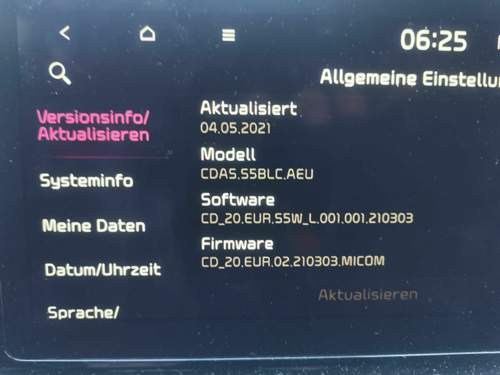 06:25
Allgemeine Einstellu
Versionsinfo/
Aktualisieren
Systeminfo
Meine Daten
Datum/Uhrzeit
Sprache/
Aktualisiert
04.05.2021
Modell
CDAS.S5BLC.AEU
Software
CD_20.EUR.S5W_L.001.001.210303
Firmware
CD_20.EUR.02.210303.MICOM
Aktualisieren